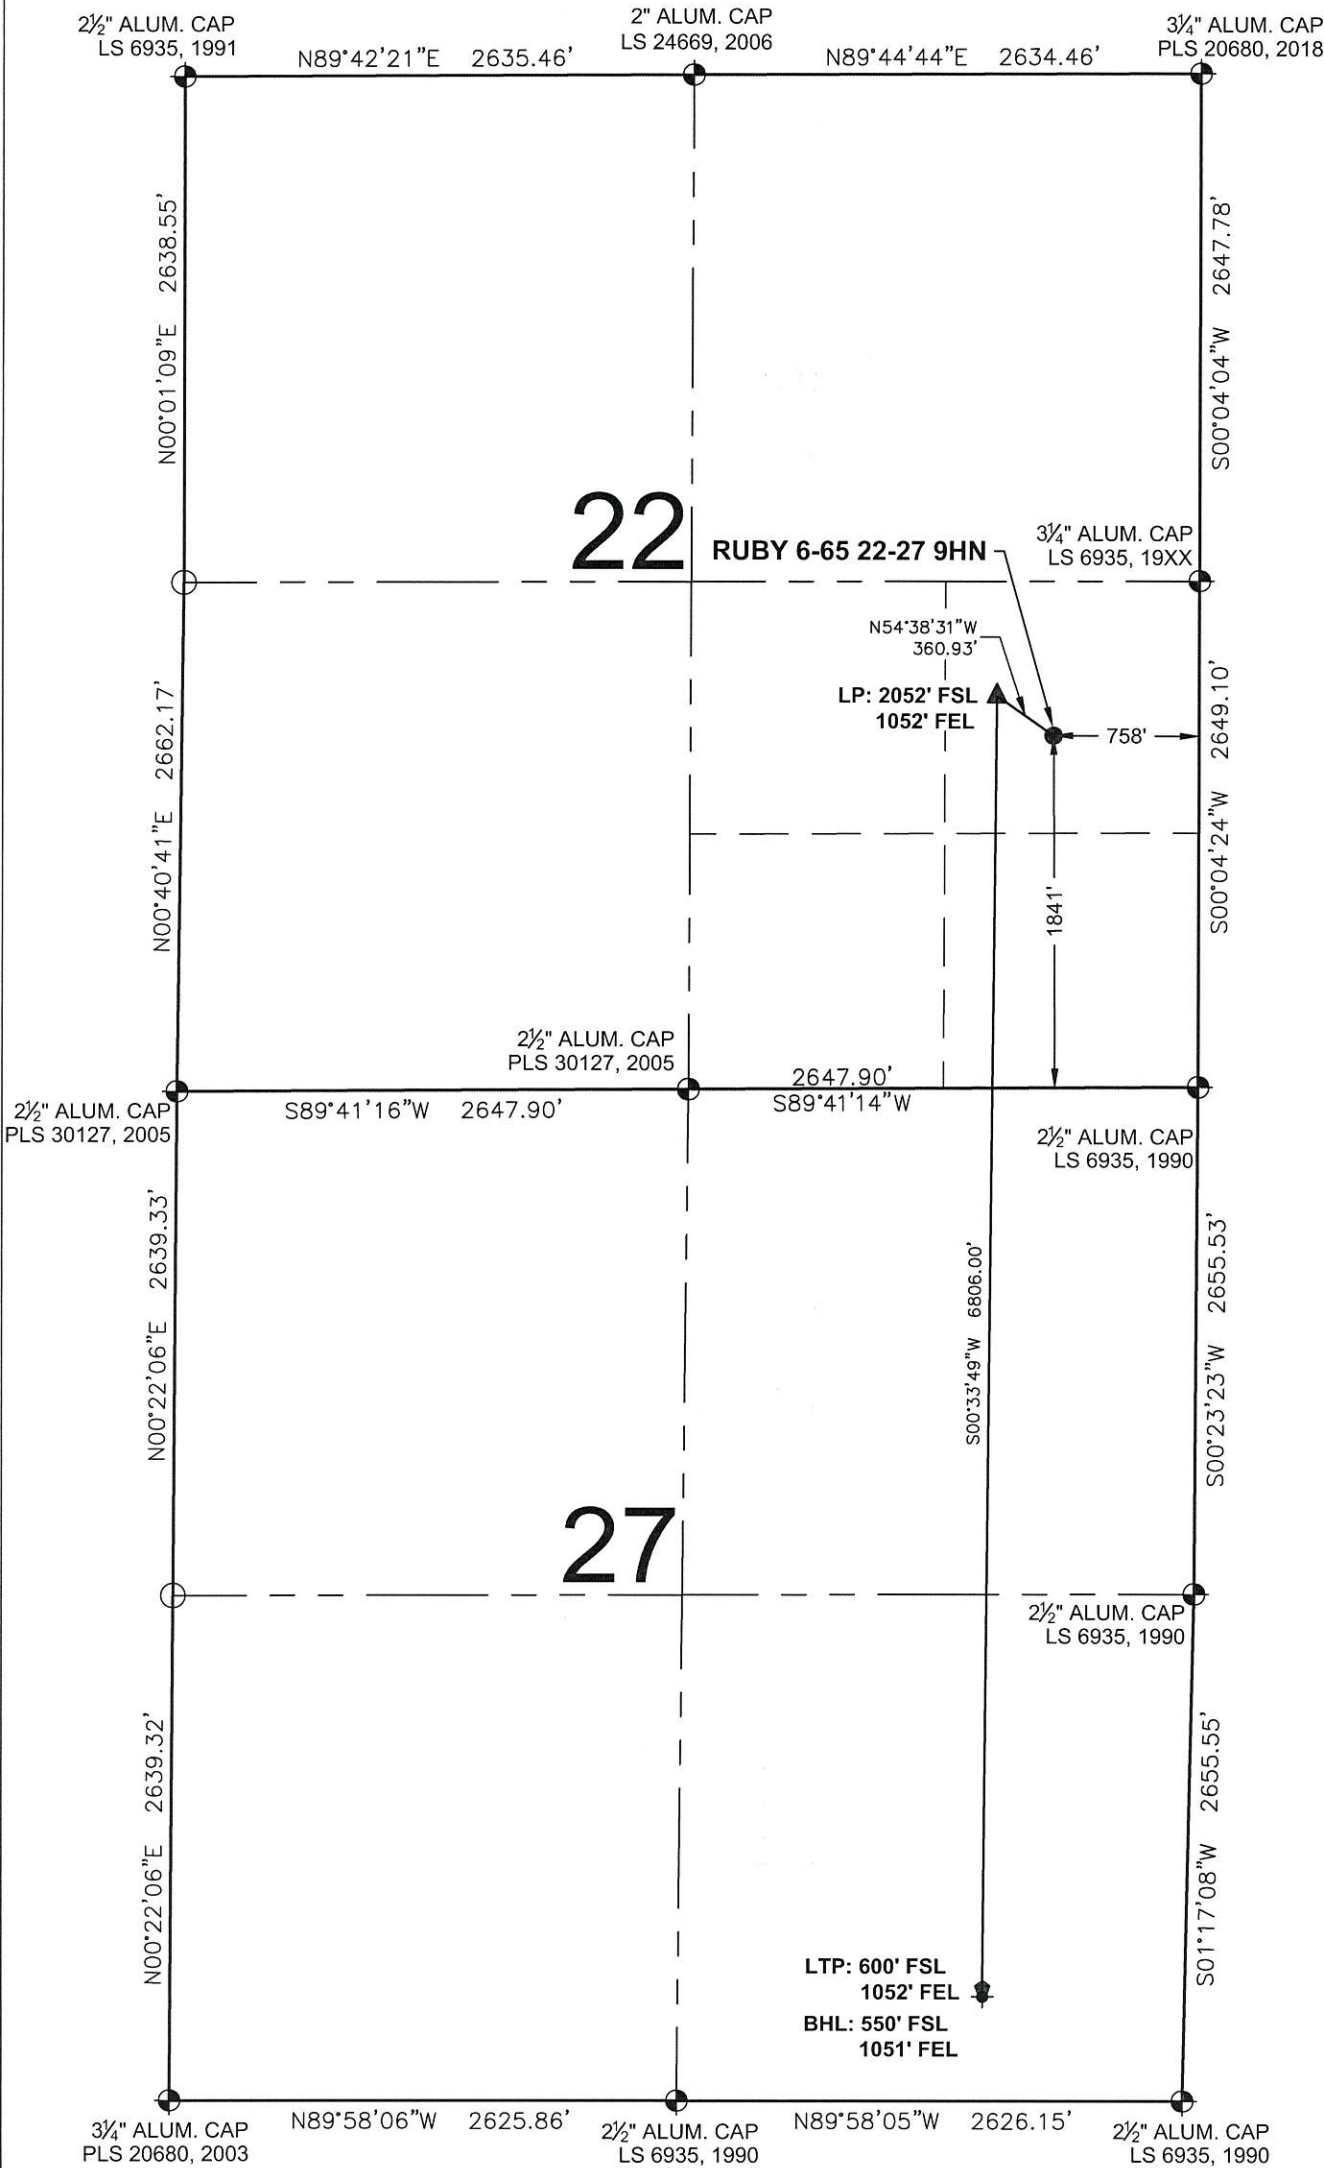 2½" ALUM. CAP
LS 6935, 1991
2" ALUM. CAP
LS 24669, 2006
3¼" ALUM. CAP
PLS 20680, 2018
N89°42'21"E 2635.46'
N89°44'44"E 2634.46'
N00°01'09"E 2638.55'
S00°04'04"W 2647.78'
22
RUBY 6-65 22-27 9HN
3¼" ALUM. CAP
LS 6935, 19XX
N54°38'31"W
360.93'
LP: 2052' FSL
1052' FEL
758'
1841'
N00°40'41"E 2662.17'
S00°04'24"W 2649.10'
2½" ALUM. CAP
PLS 30127, 2005
2647.90'
S89°41'14"W
S89°41'16"W 2647.90'
2½" ALUM. CAP
PLS 30127, 2005
2½" ALUM. CAP
LS 6935, 1990
N00°22'06"E 2639.33'
S00°33'49"W 6806.00'
S00°23'23"W 2655.53'
27
2½" ALUM. CAP
LS 6935, 1990
N00°22'06"E 2639.32'
S01°17'08"W 2655.55'
LTP: 600' FSL
1052' FEL
BHL: 550' FSL
1051' FEL
N89°58'06"W 2625.86'
N89°58'05"W 2626.15'
3¼" ALUM. CAP
PLS 20680, 2003
2½" ALUM. CAP
LS 6935, 1990
2½" ALUM. CAP
LS 6935, 1990